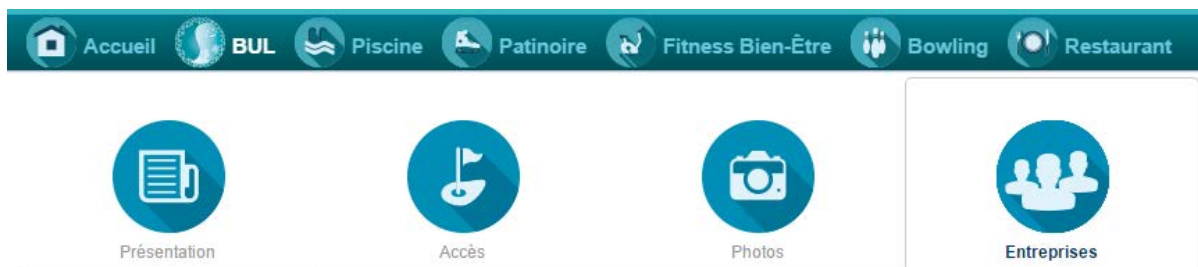 Accueil BUL Piscine Patinoire Fitness Bien-Être Bowling Restaurant
Présentation Accès Photos Entreprises